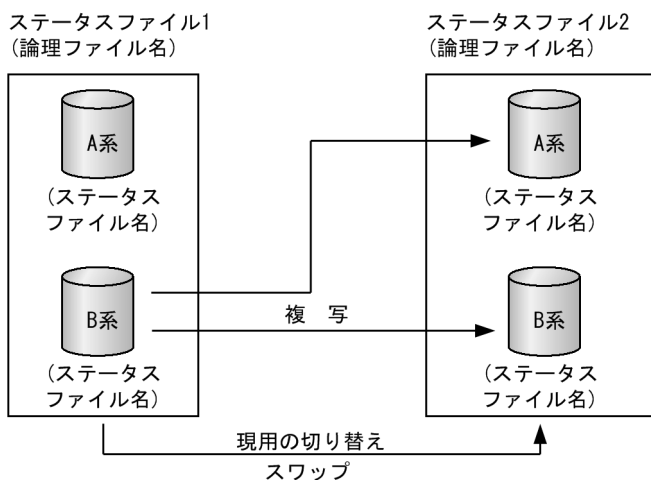 ステータスファイル1
(論理ファイル名)
A系
(ステータス
ファイル名)
B系
(ステータス
ファイル名)
ステータスファイル2
(論理ファイル名)
A系
(ステータス
ファイル名)
B系
(ステータス
ファイル名)
複 写
現用の切り替え
スワップ